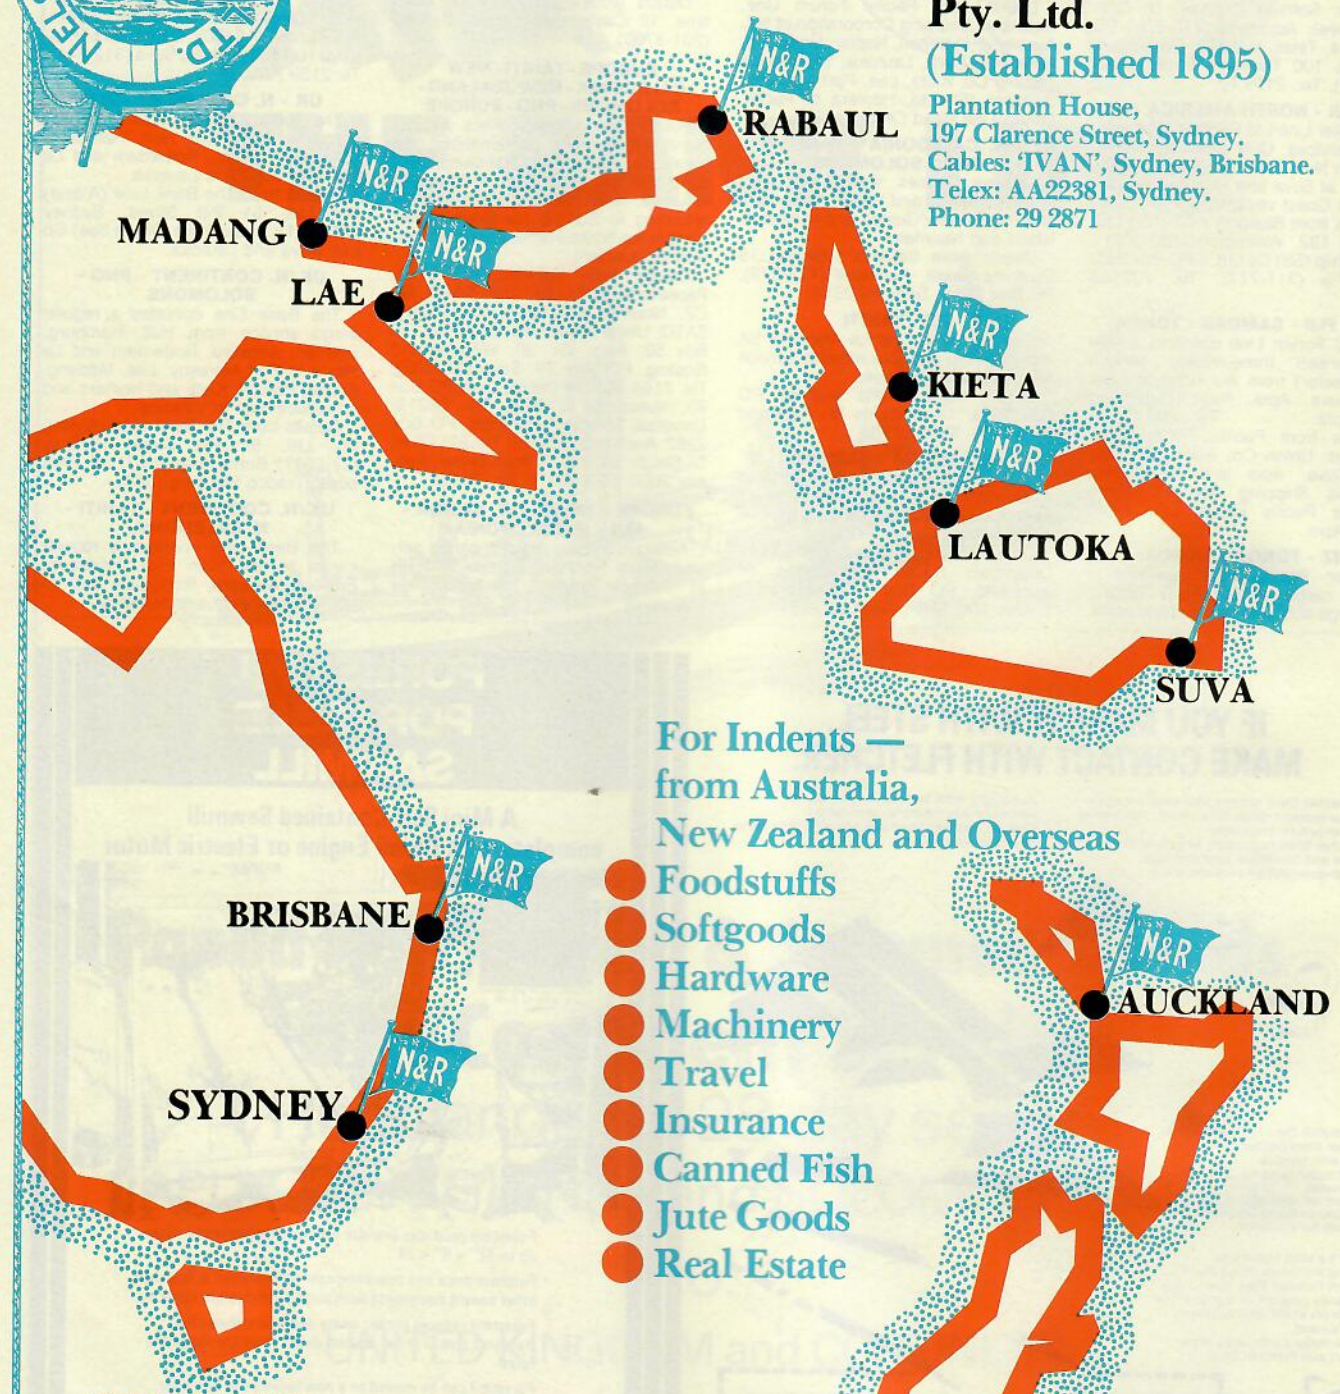 NELS
TD.
Pty. Ltd.
(Established 1895)
Plantation House,
197 Clarence Street, Sydney.
Cables: 'IVAN', Sydney, Brisbane.
Telex: AA22381, Sydney.
Phone: 29 2871
N&R
RABAUL
N&R
MADANG
N&R
LAE
N&R
KIETA
N&R
LAUTOKA
N&R
SUVA
For Indents —
from Australia,
New Zealand and Overseas
Foodstuffs
Softgoods
Hardware
Machinery
Travel
Insurance
Canned Fish
Jute Goods
Real Estate
N&R
BRISBANE
N&R
SYDNEY
N&R
AUCKLAND